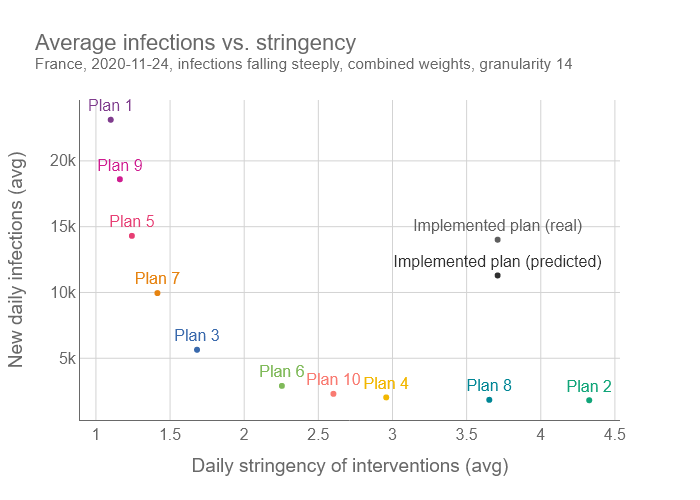 Average infections vs. stringency
France, 2020-11-24, infections falling steeply, combined weights, granularity 14
New daily infections (avg)
20k
15k
10k
5k
Plan 1
Plan 9
Plan 5
Implemented plan (real)
Implemented plan (predicted)
Plan 7
Plan 3
Plan 6
Plan 10
Plan 4
Plan 8
Plan 2
1
1.5
2
2.5
3
3.5
4
4.5
Daily stringency of interventions (avg)